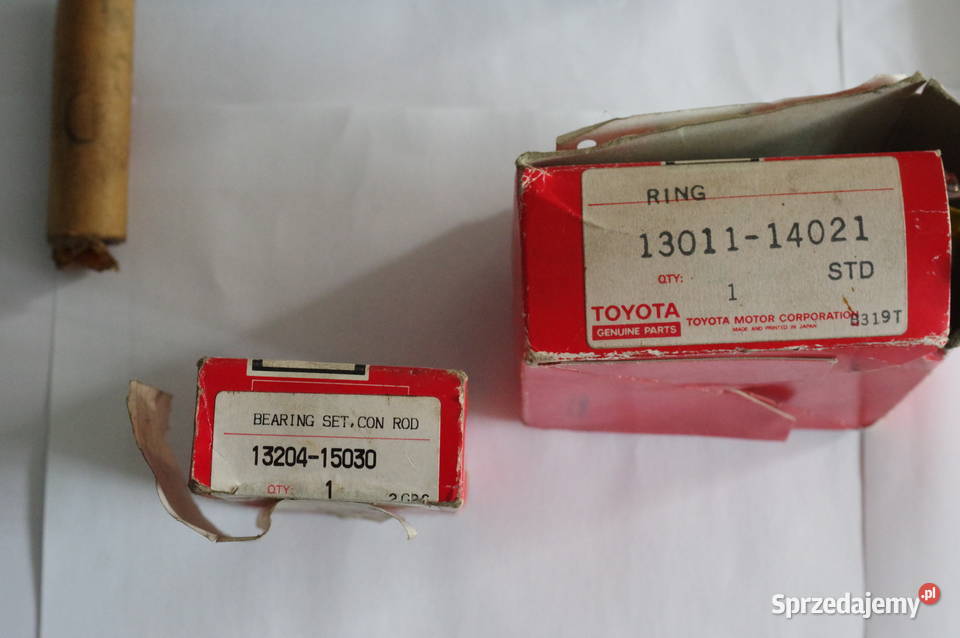 RING
13011-14021
STD
QTY:
1
TOYOTA
GENUINE PARTS
TOYOTA MOTOR CORPORATION
MADE AND PRINTED IN JAPAN
BEARING SET,CON ROD
13204-15030
QTY:
1
Sprzedajemy.pl